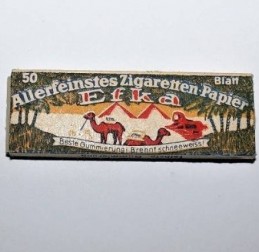 50 Blatt
Allerfeinstes Zigaretten-Papier
Efka
Beste Gummierung! Brennt schneeweiss!